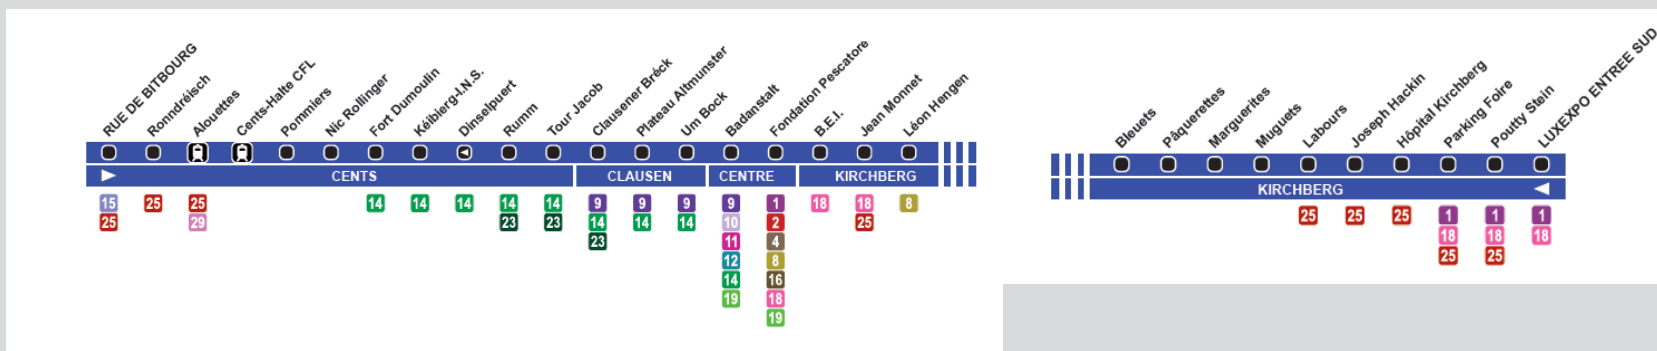 RUE DE BITBOURG
Ronndréisch
Alouettes
Cents-Halte CFL
Pommiers
Nic Rollinger
Fort Dumoulin
Kéibierg-I.N.S.
Dinselpuert
Rumm
Tour Jacob
Clausener Bréck
Plateau Altmunster
Um Bock
Badanstalt
Fondation Pescatore
B.E.I.
Jean Monnet
Léon Hengen
CENTS
CLAUSEN
CENTRE
KIRCHBERG
15 25 25 14 14 14 14 14 9 9 9 9 1 18 18 8
25 29 23 23 14 14 14 10 2 25
23 11 4
12 8
14 16
19 18
19
Bleuets
Pâquerettes
Marguerites
Muguets
Labours
Joseph Hackin
Hôpital Kirchberg
Parking Foire
Poutty Stein
LUXEXPO ENTREE SUD
KIRCHBERG
25 25 25 1 1 1
18 18 18
25 25